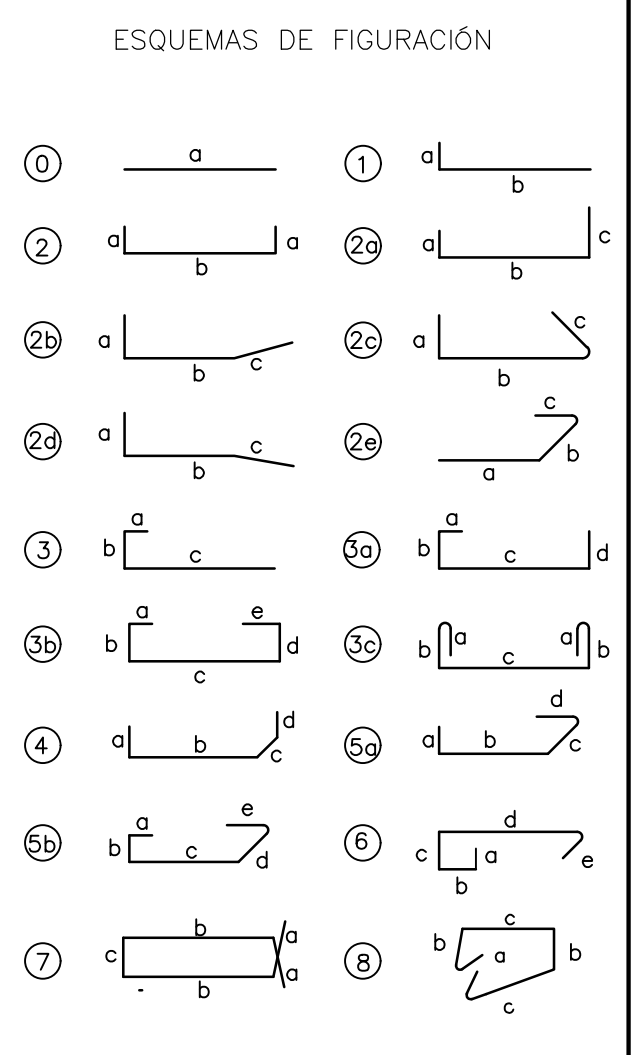 ESQUEMAS DE FIGURACIÓN
0 a
1 a b
2 a b a
2a a b c
2b a b c
2c a b c
2d a b c
2e a b c
3 a b c
3a a b c d
3b a b c d e
3c b a c a b
4 a b c d
5a a b c d
5b a b c d e
6 c b a d e
7 c b b a a
8 b a c b c